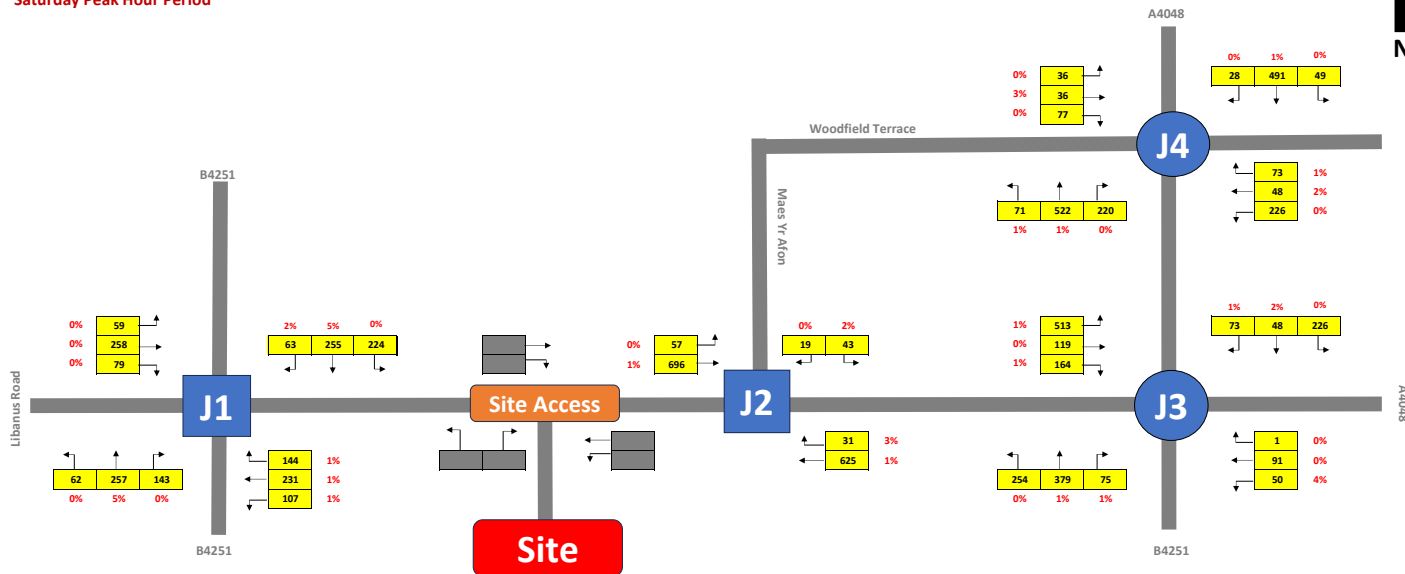 Saturday Peak Hour Period
N
A4048
0% 1% 0%
28 491 49
0% 36
3% 36
0% 77
Woodfield Terrace
J4
73 1%
48 2%
226 0%
71 522 220
1% 1% 0%
Maes Yr Afon
B4251
0% 59
0% 258
0% 79
2% 5% 0%
63 255 224
0% 57
1% 696
0% 2%
19 43
1% 513
0% 119
1% 164
1% 2% 0%
73 48 226
Libanus Road
J1
Site Access
J2
J3
A4048
62 257 143
0% 5% 0%
144 1%
231 1%
107 1%
31 3%
625 1%
254 379 75
0% 1% 1%
1 0%
91 0%
50 4%
B4251
Site
B4251